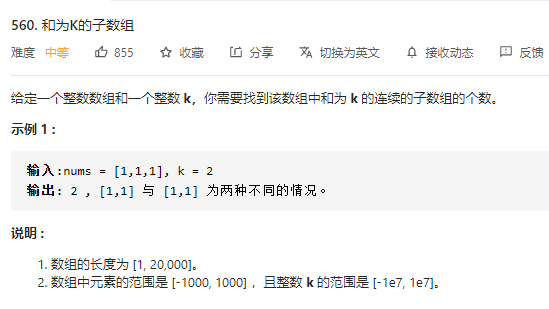 560. 和为K的子数组
难度 中等 855 收藏 分享 切换为英文 接收动态 反馈
给定一个整数数组和一个整数 k，你需要找到该数组中和为 k 的连续的子数组的个数。
示例 1 :
输入:nums = [1,1,1], k = 2
输出: 2 , [1,1] 与 [1,1] 为两种不同的情况。
说明 :
1. 数组的长度为 [1, 20,000]。
2. 数组中元素的范围是 [-1000, 1000] ，且整数 k 的范围是 [-1e7, 1e7]。